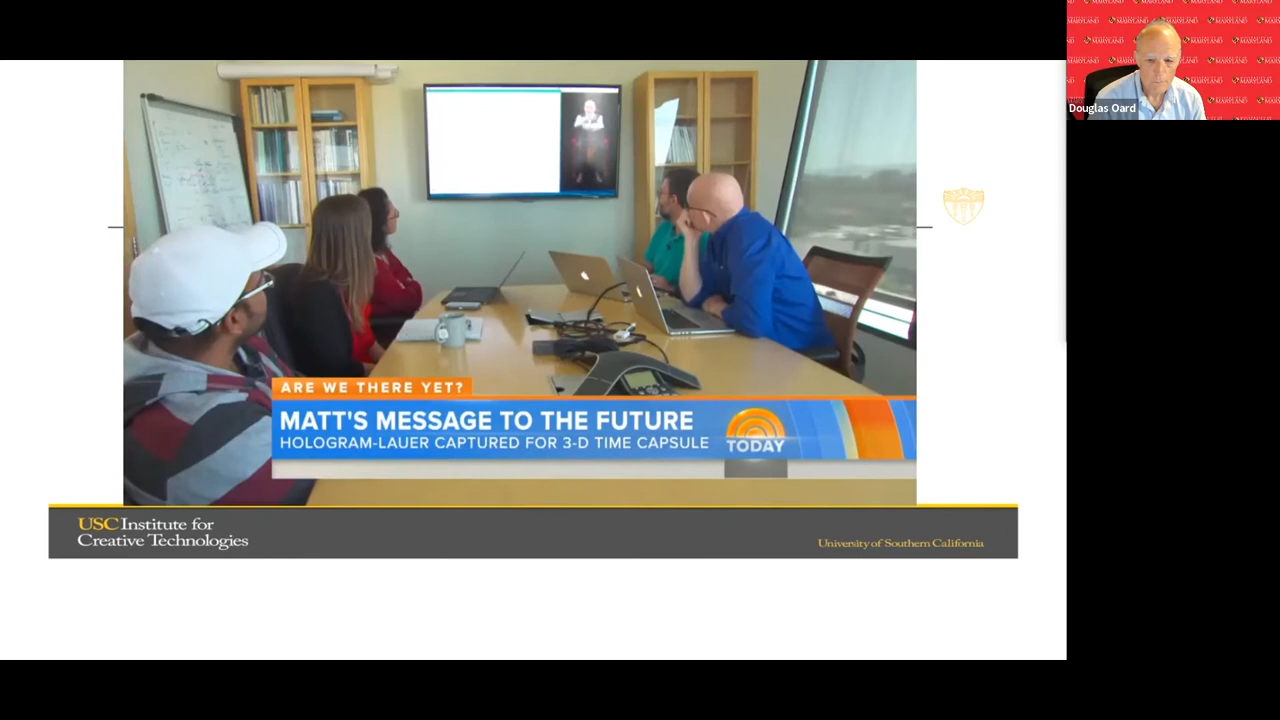 MARYLAND
Douglas Oard
ARE WE THERE YET?
MATT'S MESSAGE TO THE FUTURE
HOLOGRAM-LAUER CAPTURED FOR 3-D TIME CAPSULE
TODAY
USC Institute for
Creative Technologies
University of Southern California